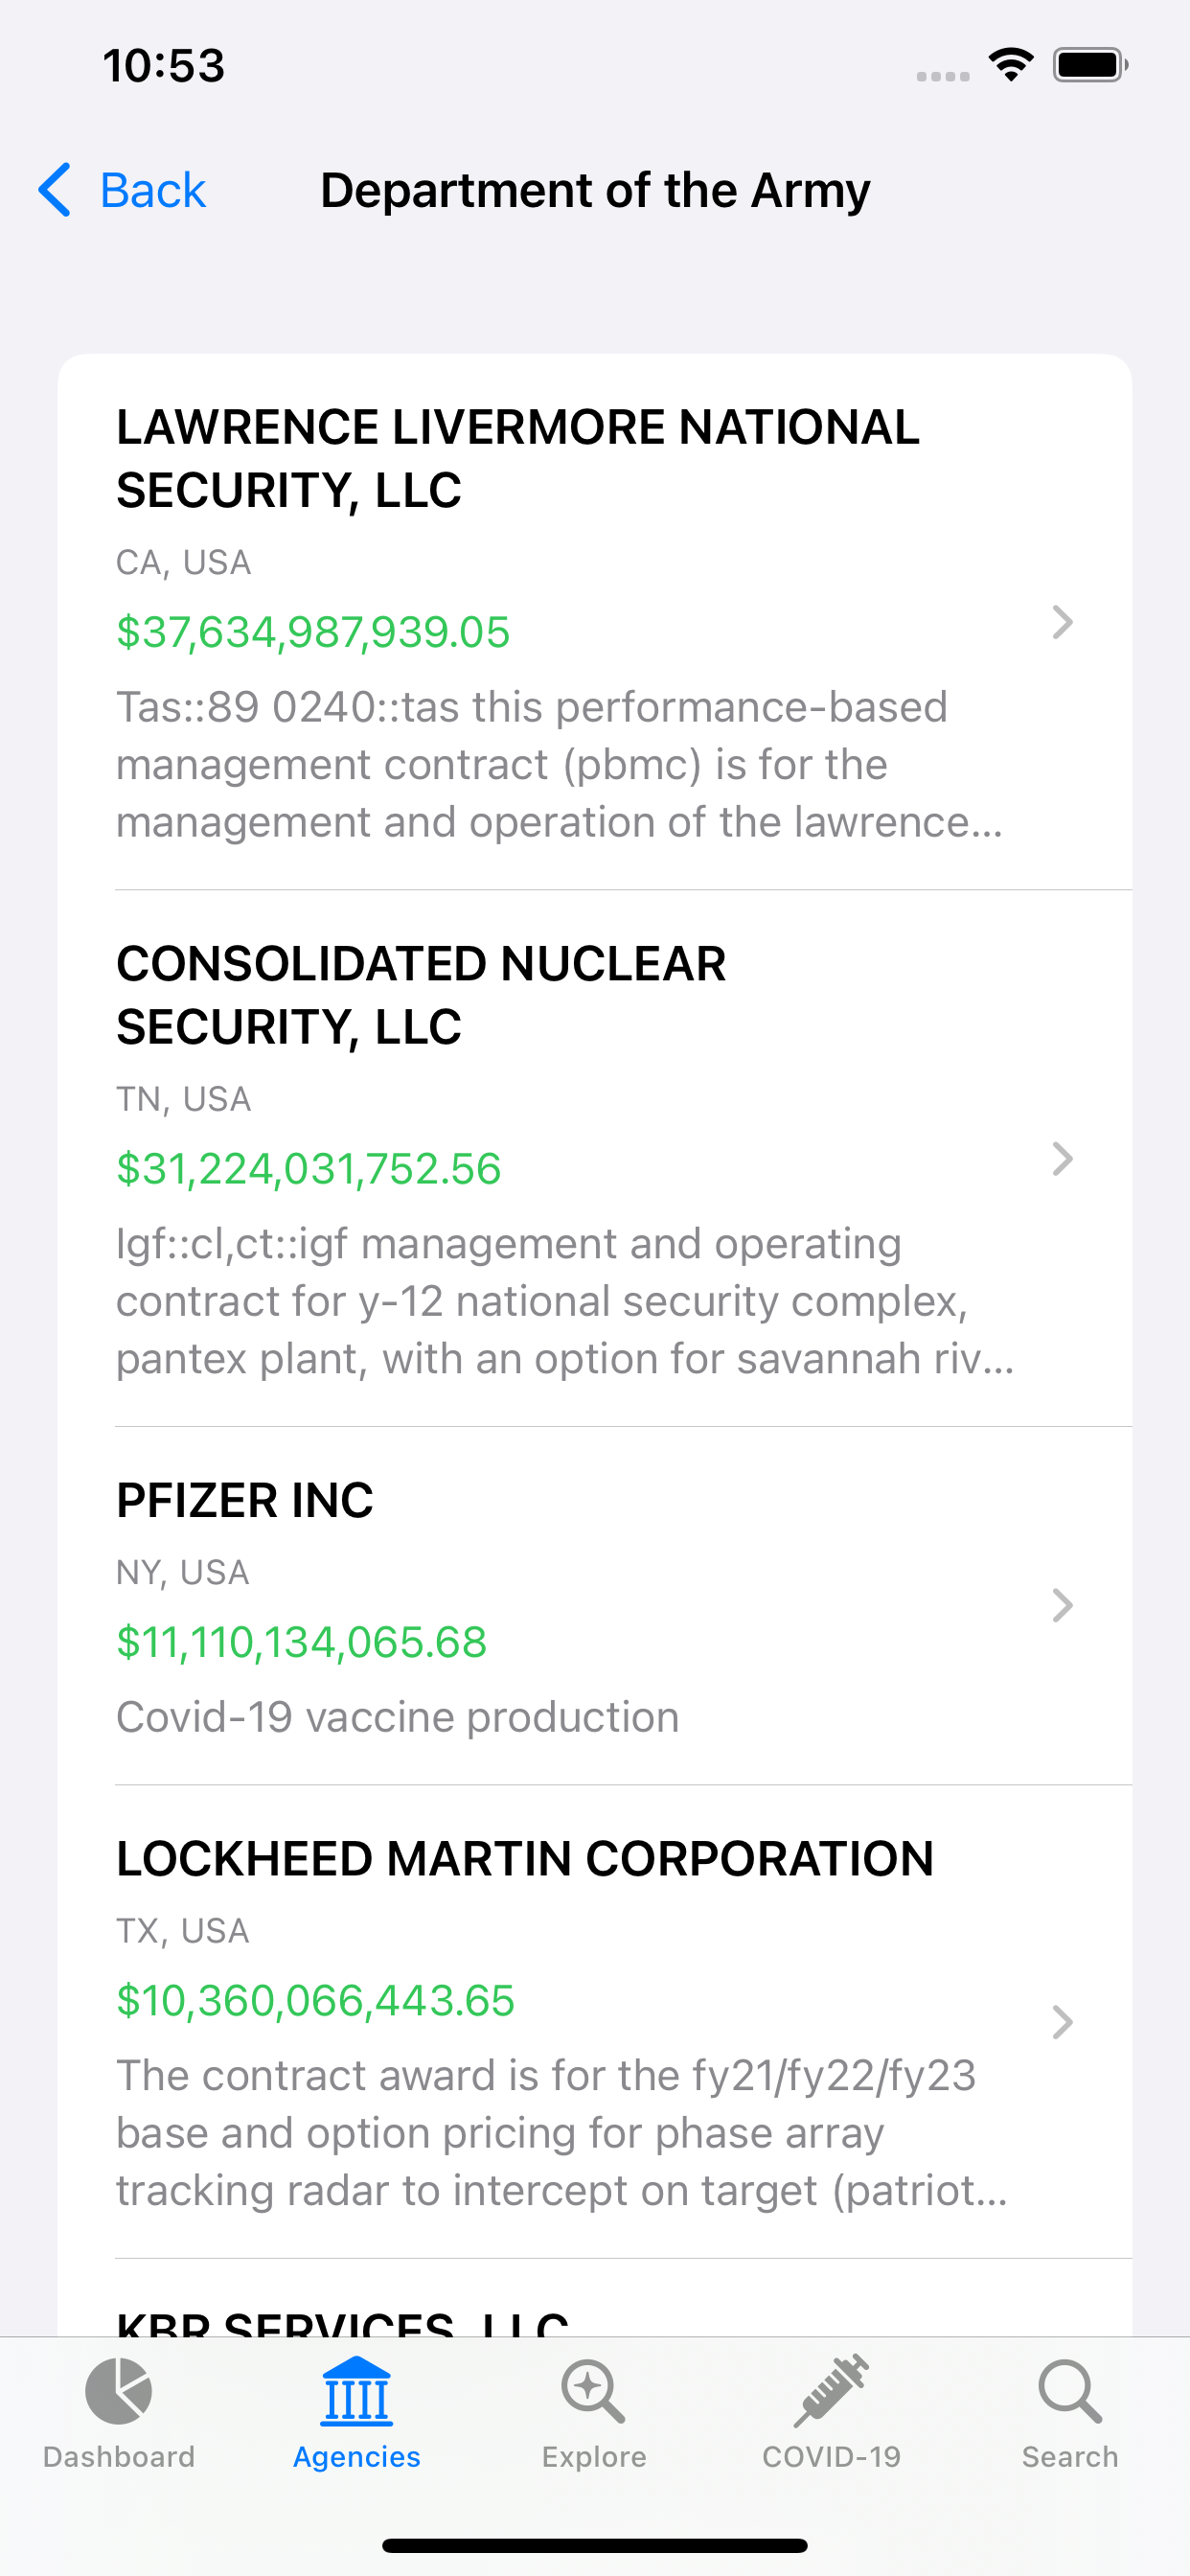 10:53
Back
Department of the Army
LAWRENCE LIVERMORE NATIONAL
SECURITY, LLC
CA, USA
$37,634,987,939.05
Tas::89 0240::tas this performance-based
management contract (pbmc) is for the
management and operation of the lawrence...
CONSOLIDATED NUCLEAR
SECURITY, LLC
TN, USA
$31,224,031,752.56
Igf::cl,ct::igf management and operating
contract for y-12 national security complex,
pantex plant, with an option for savannah riv...
PFIZER INC
NY, USA
$11,110,134,065.68
Covid-19 vaccine production
LOCKHEED MARTIN CORPORATION
TX, USA
$10,360,066,443.65
The contract award is for the fy21/fy22/fy23
base and option pricing for phase array
tracking radar to intercept on target (patriot...
KBR SERVICES, LLC
Dashboard
Agencies
Explore
COVID-19
Search